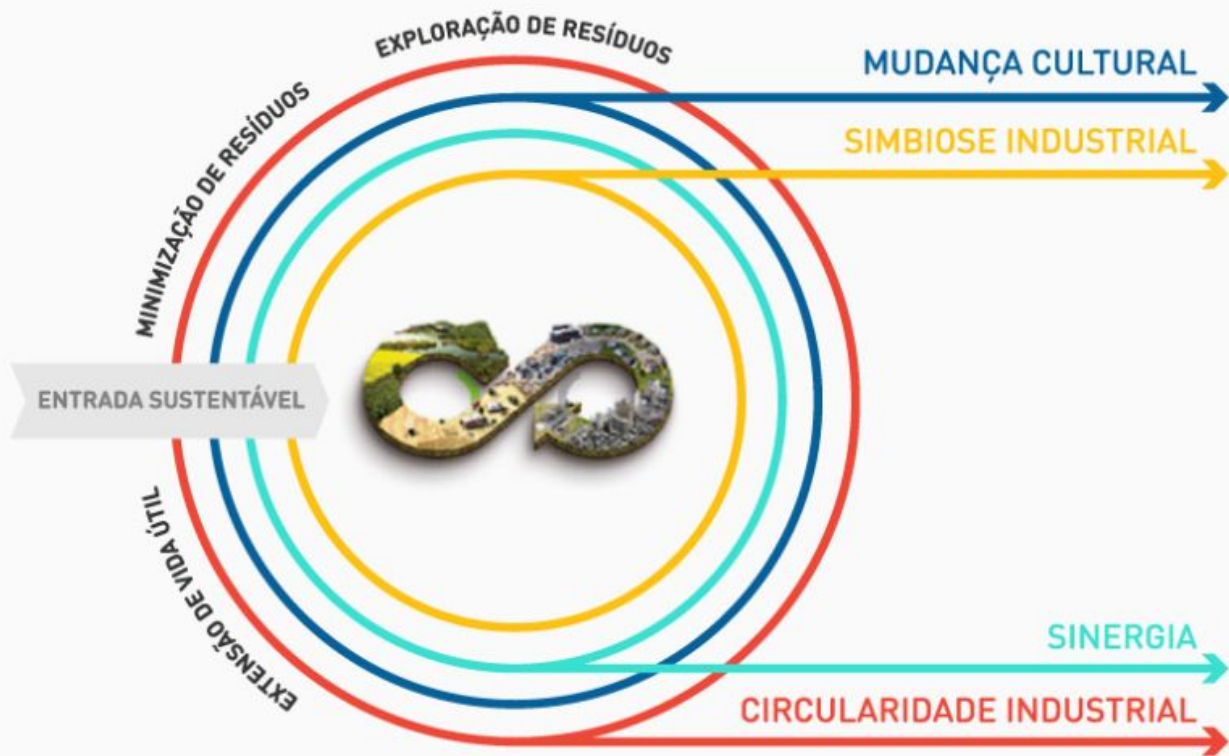 EXPLORAÇÃO DE RESÍDUOS
MUDANÇA CULTURAL
MINIMIZAÇÃO DE RESÍDUOS
SIMBIOSE INDUSTRIAL
ENTRADA SUSTENTÁVEL
EXTENSÃO DE VIDA ÚTIL
SINERGIA
CIRCULARIDADE INDUSTRIAL